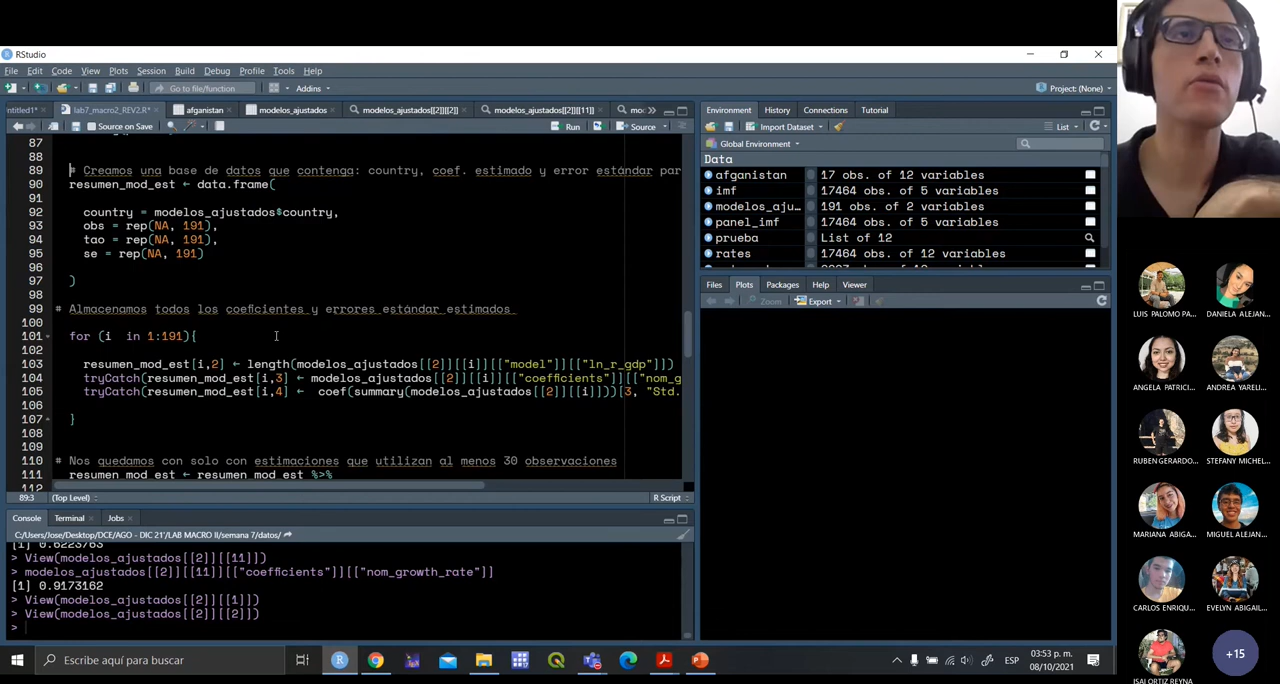 RStudio
File Edit Code View Plots Session Build Debug Profile Tools Help
Go to file/function Addins Project: (None)
ntitled1* lab7_macro2_REV2.R* afganistan modelos_ajustados modelos_ajustados[[2]][[2]] modelos_ajustados[[2]][[11]] mo
Source on Save Run Source
87
88
89 # Creamos una base de datos que contenga: country, coef. estimado y error estándar par
90 resumen_mod_est ← data.frame(
91
92 country = modelos_ajustados$country,
93 obs = rep(NA, 191),
94 tao = rep(NA, 191),
95 se = rep(NA, 191)
96
97 )
98
99 # Almacenamos todos los coeficientes y errores estándar estimados
100
101 for (i in 1:191){
102
103 resumen_mod_est[i,2] ← length(modelos_ajustados[[2]][[i]][["model"]][["ln_r_gdp"]])
104 tryCatch(resumen_mod_est[i,3] ← modelos_ajustados[[2]][[i]][["coefficients"]][["nom_g
105 tryCatch(resumen_mod_est[i,4] ← coef(summary(modelos_ajustados[[2]][[i]]))[3, "Std.
106
107 }
108
109
110 # Nos quedamos con solo con estimaciones que utilizan al menos 30 observaciones
111 resumen_mod_est ← resumen_mod_est %>%
112
89:3 (Top Level) R Script
Console Terminal Jobs
C:/Users/Jose/Desktop/DCE/AGO - DIC 21'/LAB MACRO II/semana 7/datos/
[1] 0.6223763
> View(modelos_ajustados[[2]][[11]])
> modelos_ajustados[[2]][[11]][["coefficients"]][["nom_growth_rate"]]
[1] 0.9173162
> View(modelos_ajustados[[2]][[1]])
> View(modelos_ajustados[[2]][[2]])
>
Environment History Connections Tutorial
Import Dataset List
Global Environment
Data
afganistan 17 obs. of 12 variables
imf 17464 obs. of 5 variables
modelos_aju… 191 obs. of 2 variables
panel_imf 17464 obs. of 5 variables
prueba List of 12
rates 17464 obs. of 12 variables
Files Plots Packages Help Viewer
Zoom Export
LUIS PALOMO PA… DANIELA ALEJAN…
ANGELA PATRICI… ANDREA YARELI…
RUBEN GERARDO… STEFANY MICHEL…
MARIANA ABIGA… MIGUEL ALEJAN…
CARLOS ENRIQU… EVELYN ABIGAIL…
ISAI ORTIZ REYNA +15
Escribe aquí para buscar
ESP
03:53 p. m.
08/10/2021